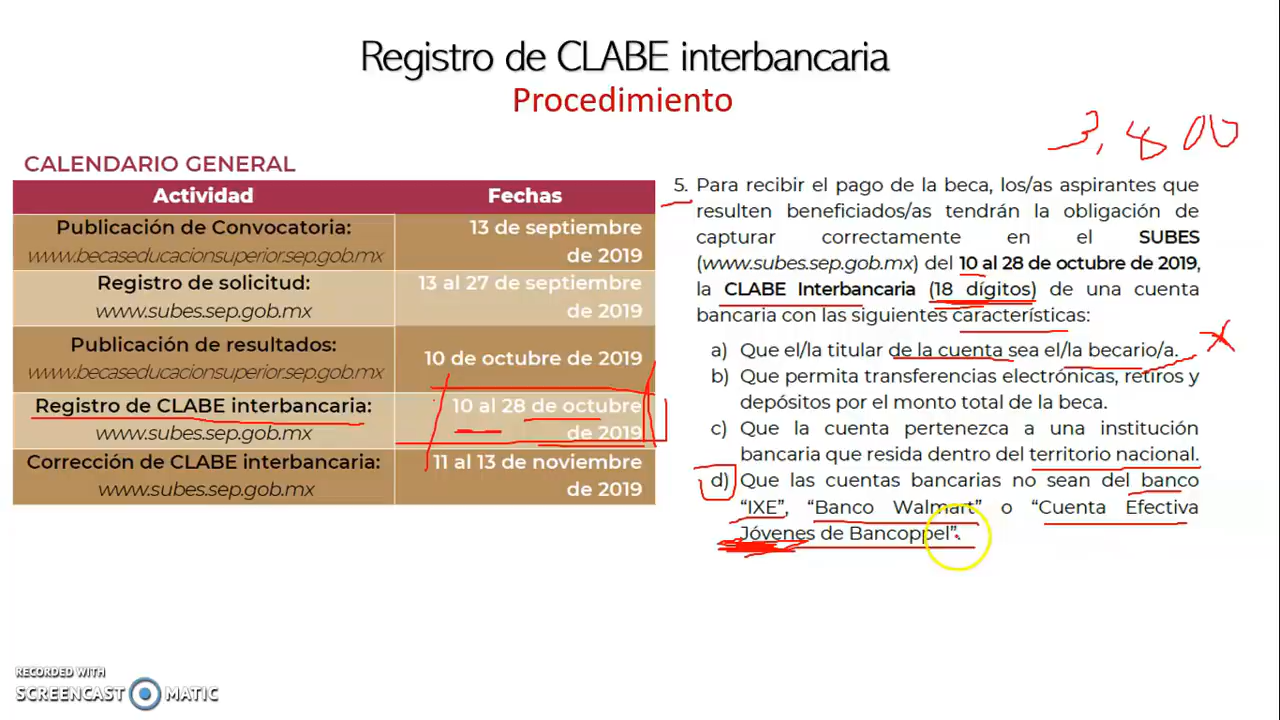 Registro de CLABE interbancaria
Procedimiento
3,800
CALENDARIO GENERAL
Actividad Fechas
Publicación de Convocatoria: 13 de septiembre
www.becaseducacionsuperior.sep.gob.mx de 2019
Registro de solicitud: 13 al 27 de septiembre
www.subes.sep.gob.mx de 2019
Publicación de resultados:
www.becaseducacionsuperior.sep.gob.mx 10 de octubre de 2019
Registro de CLABE interbancaria: 10 al 28 de octubre
www.subes.sep.gob.mx de 2019
Corrección de CLABE interbancaria: 11 al 13 de noviembre
www.subes.sep.gob.mx de 2019
5. Para recibir el pago de la beca, los/as aspirantes que
resulten beneficiados/as tendrán la obligación de
capturar correctamente en el SUBES
(www.subes.sep.gob.mx) del 10 al 28 de octubre de 2019,
la CLABE Interbancaria (18 dígitos) de una cuenta
bancaria con las siguientes características:
a) Que el/la titular de la cuenta sea el/la becario/a.
b) Que permita transferencias electrónicas, retiros y
depósitos por el monto total de la beca.
c) Que la cuenta pertenezca a una institución
bancaria que resida dentro del territorio nacional.
d) Que las cuentas bancarias no sean del banco
“IXE”, “Banco Walmart” o “Cuenta Efectiva
Jóvenes de Bancoppel”.
RECORDED WITH
SCREENCAST MATIC